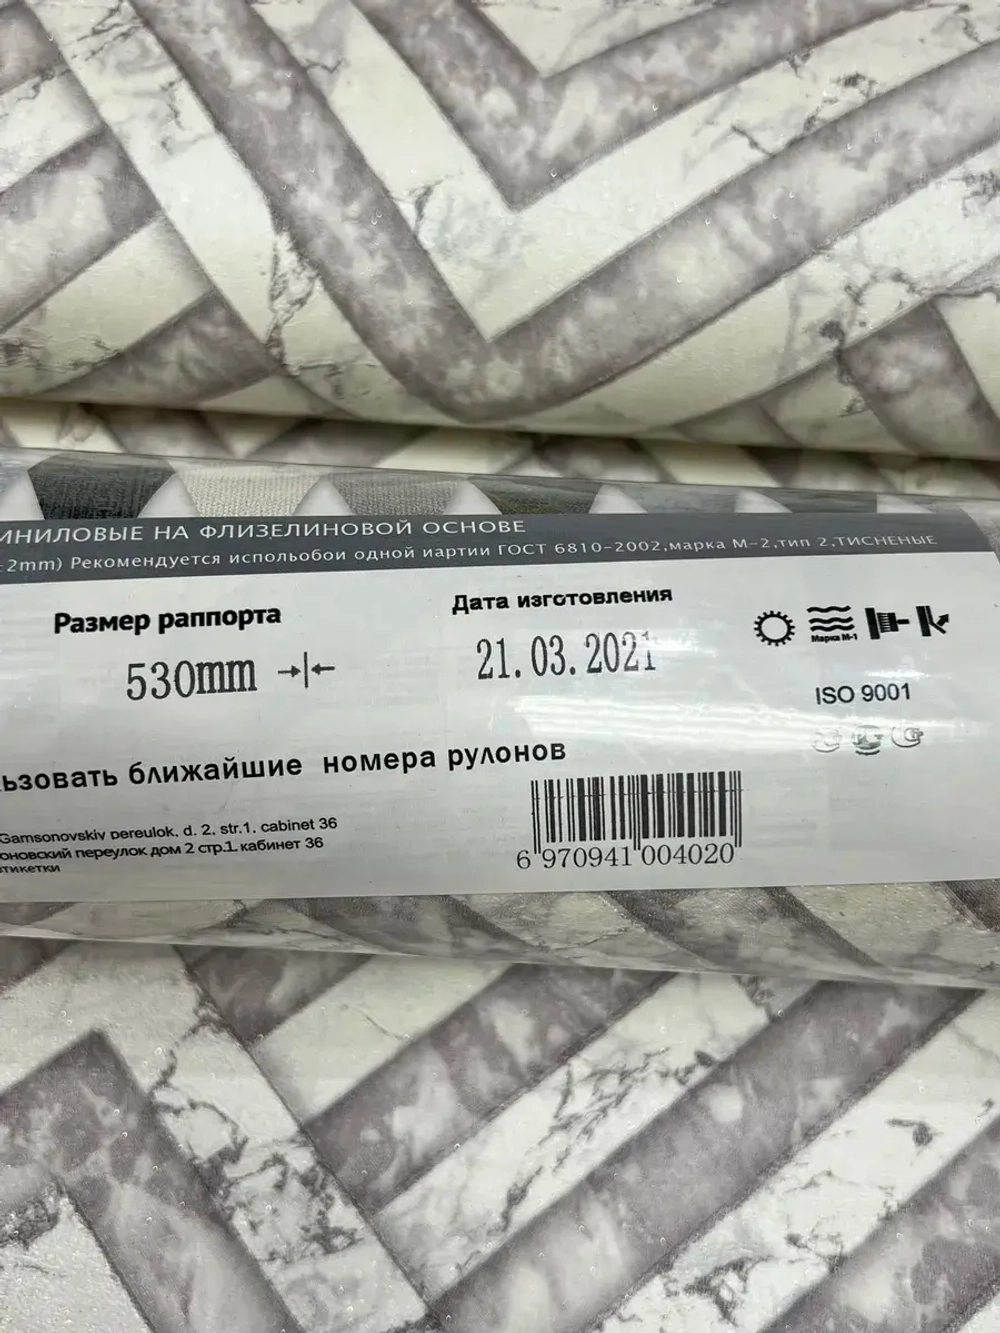 ИНИЛОВЫЕ НА ФЛИЗЕЛИНОВОЙ ОСНОВЕ
2mm) Рекомендуется испольобои одной иартии ГОСТ 6810-2002,марка М-2,тип 2,ТИСНЕНЫЕ
Размер раппорта
530mm
Дата изготовления
21.03.2021
Марка М-1
ISO 9001
ьзовать ближайшие номера рулонов
Gamsonovskiy pereulok, d. 2, str.1, cabinet 36
оновский переулок дом 2 стр.1. кабинет 36
тикетки
6 970941 004020